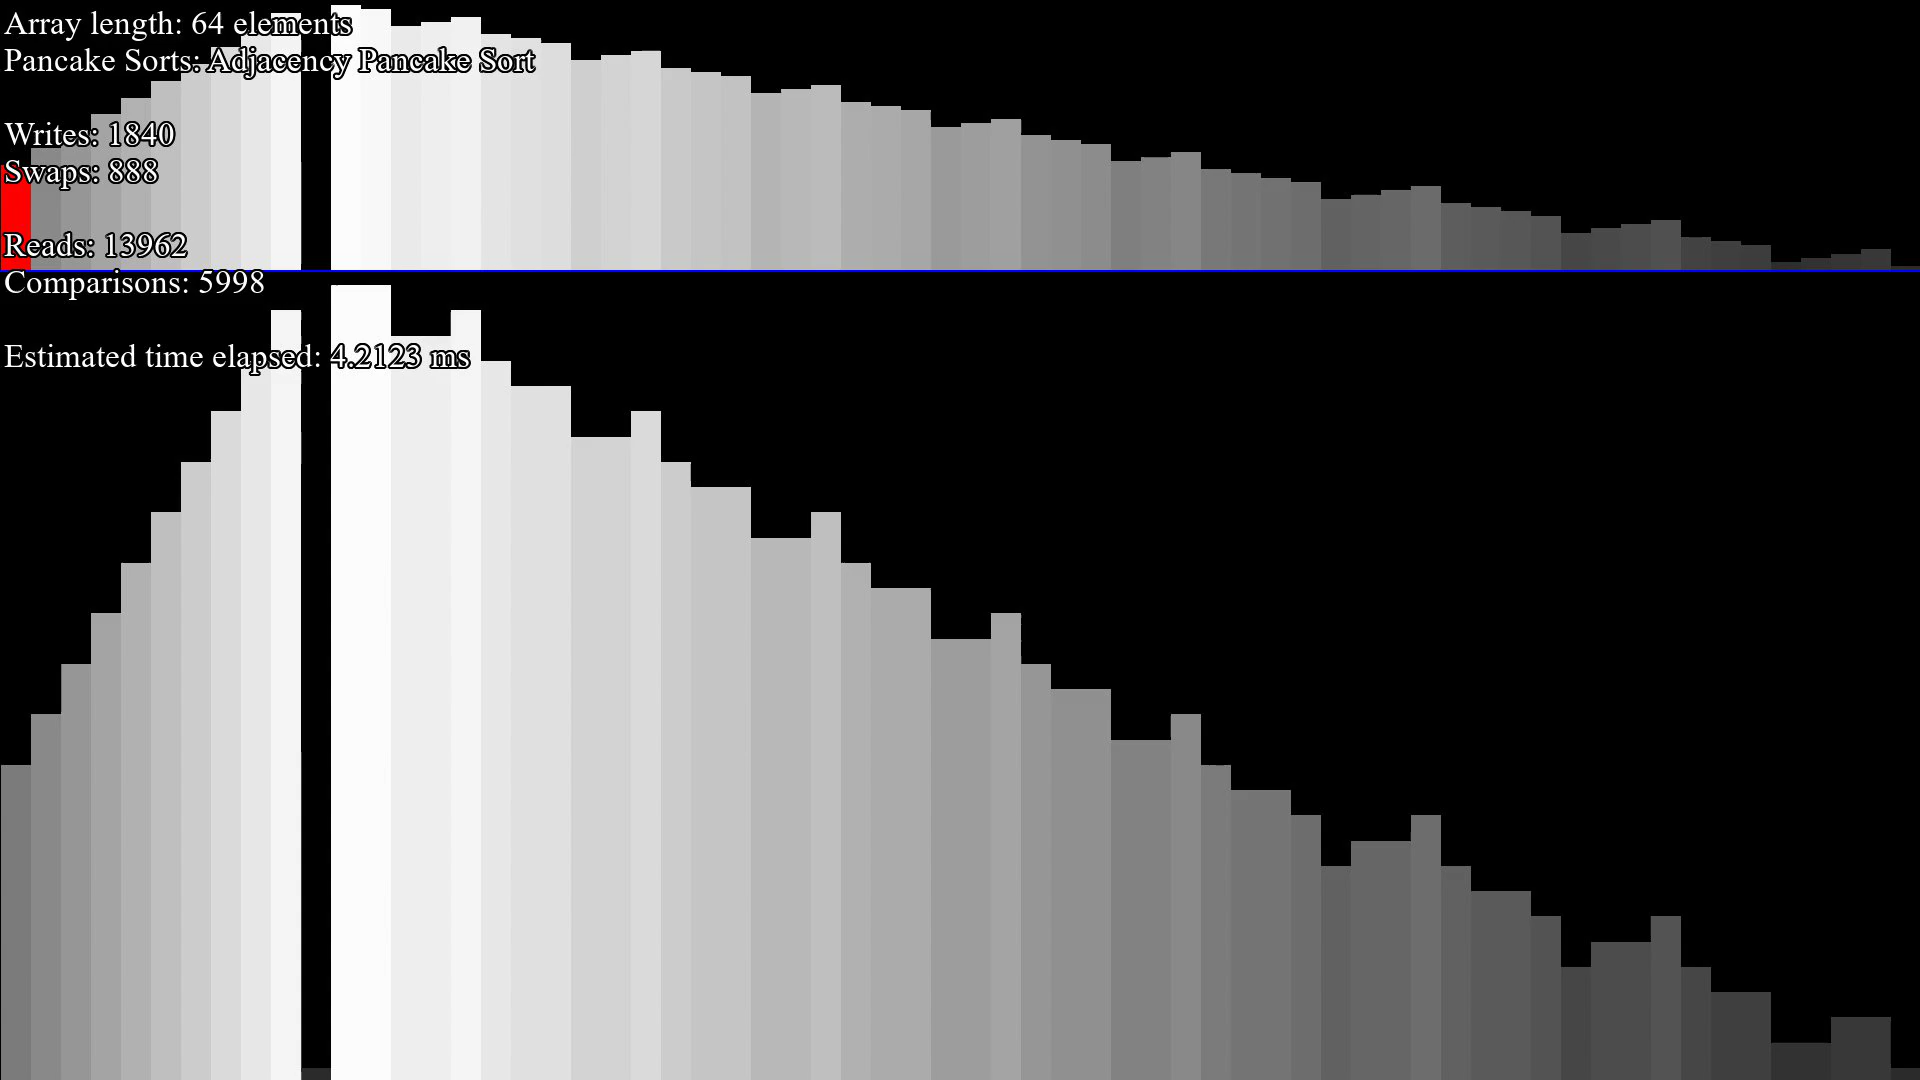 Array length: 64 elements
Pancake Sorts: Adjacency Pancake Sort
Writes: 1840
Swaps: 888
Reads: 13962
Comparisons: 5998
Estimated time elapsed: 4.2123 ms